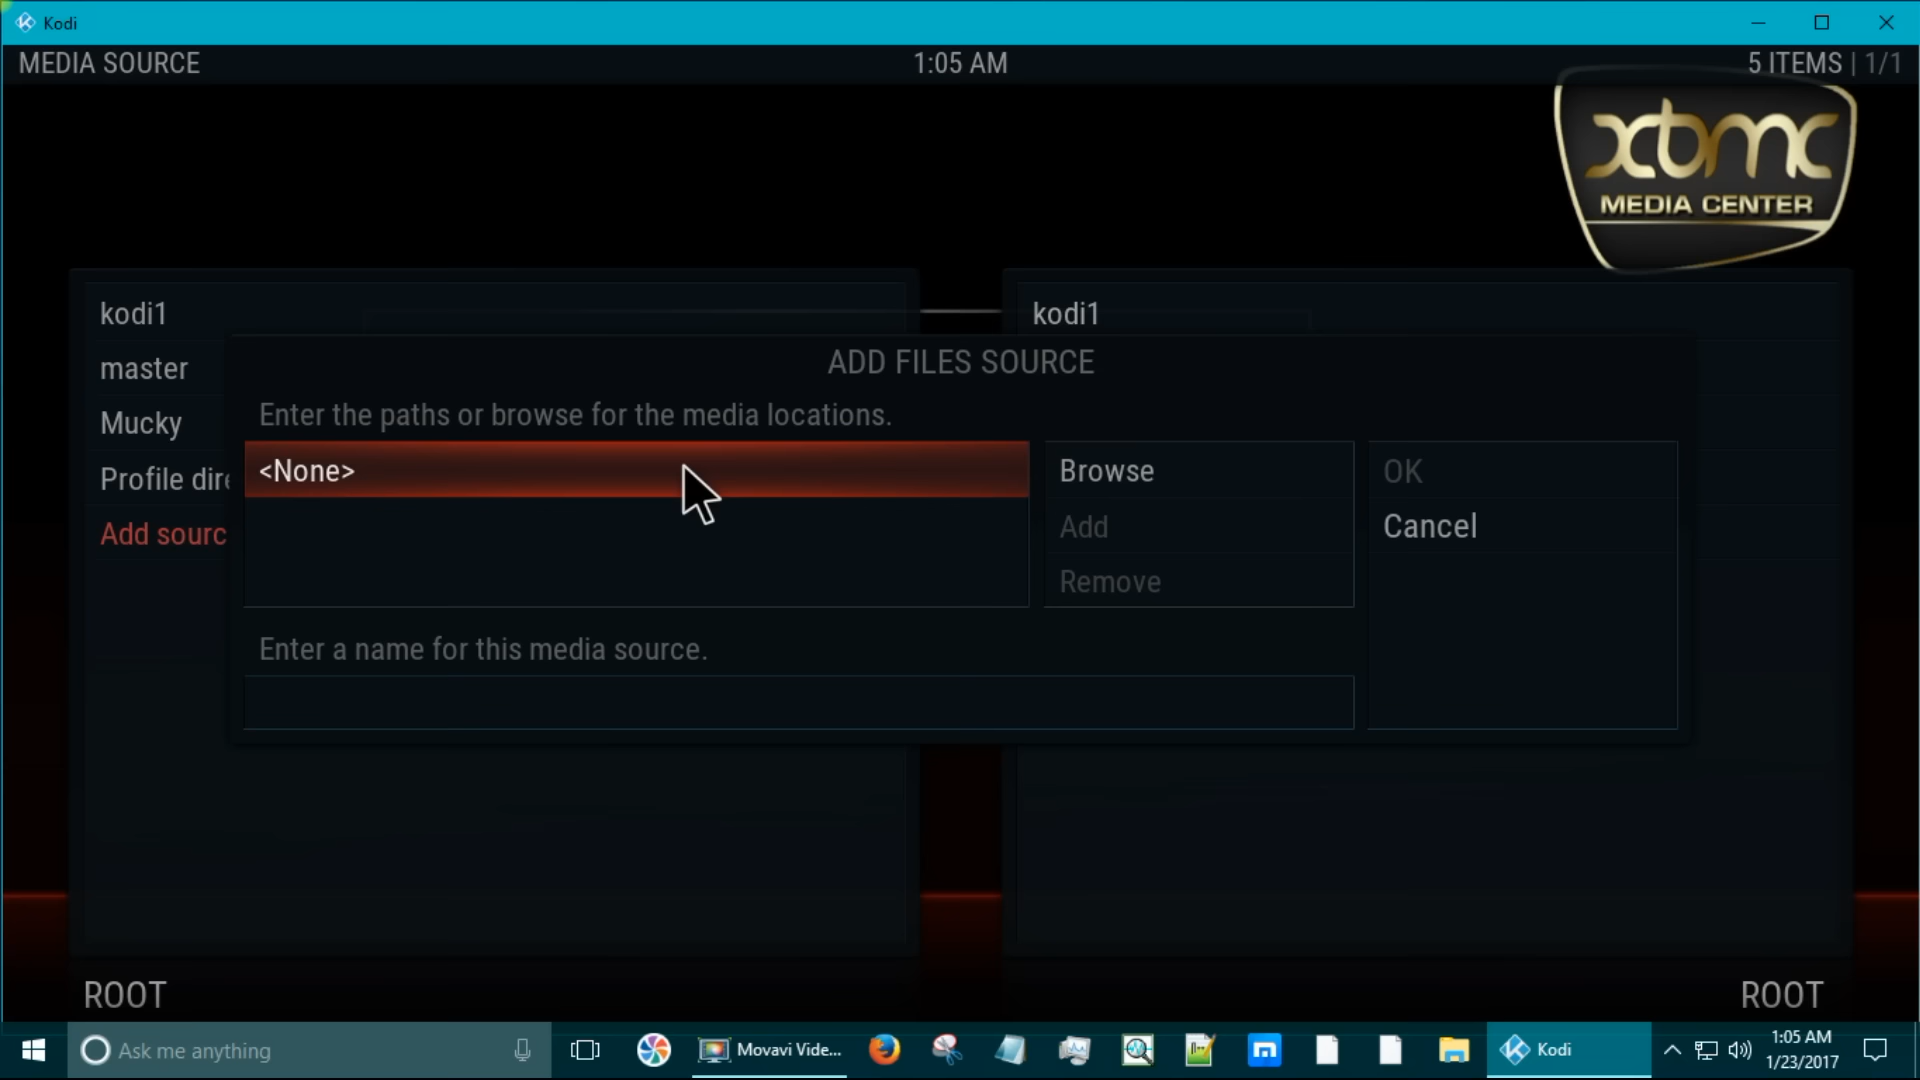 Kodi
MEDIA SOURCE
1:05 AM
5 ITEMS | 1/1
xbmc
MEDIA CENTER
kodi1
kodi1
master
ADD FILES SOURCE
Mucky
Enter the paths or browse for the media locations.
Profile dire
<None>
Browse
OK
Add sourc
Add
Cancel
Remove
Enter a name for this media source.
ROOT
ROOT
Ask me anything
Movavi Vide...
Kodi
1:05 AM
1/23/2017